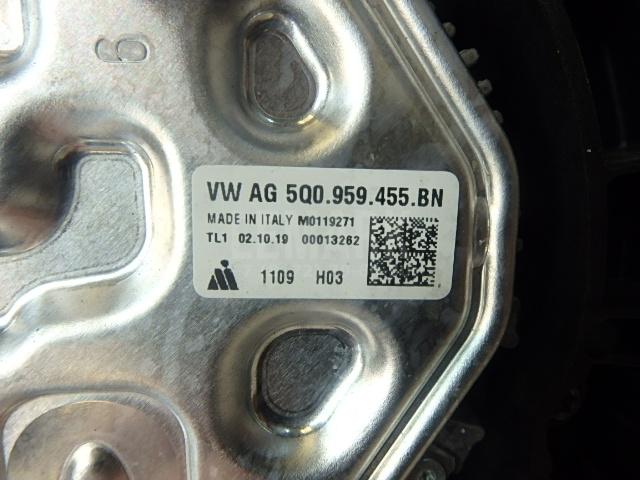 6
VW AG 5Q0.959.455.BN
MADE IN ITALY M0119271
TL1 02.10.19 00013262
1109 H03